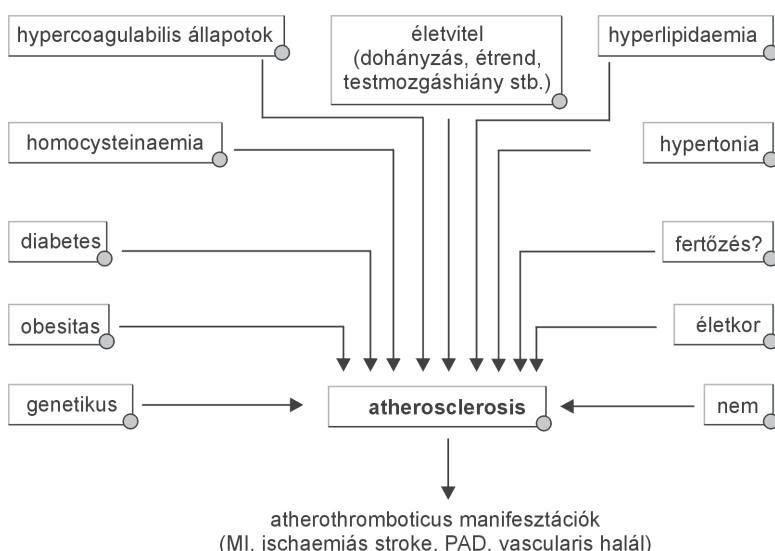 hypercoagulabilis állapotok
életvitel
(dohányzás, étrend,
testmozgáshiány stb.)
hyperlipidaemia
homocysteinaemia
hypertonia
diabetes
fertőzés?
obesitas
életkor
genetikus
atherosclerosis
nem
atherothromboticus manifesztációk
(MI, ischaemiás stroke, PAD, vascularis halál)